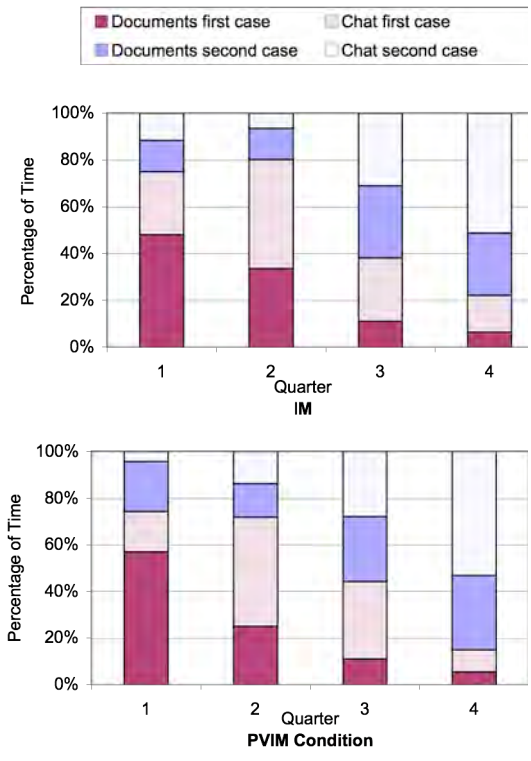 Documents first case Chat first case
Documents second case Chat second case
Percentage of Time
100%
80%
60%
40%
20%
0%
1 2 3 4
Quarter
IM
Percentage of Time
100%
80%
60%
40%
20%
0%
1 2 3 4
Quarter
PVIM Condition